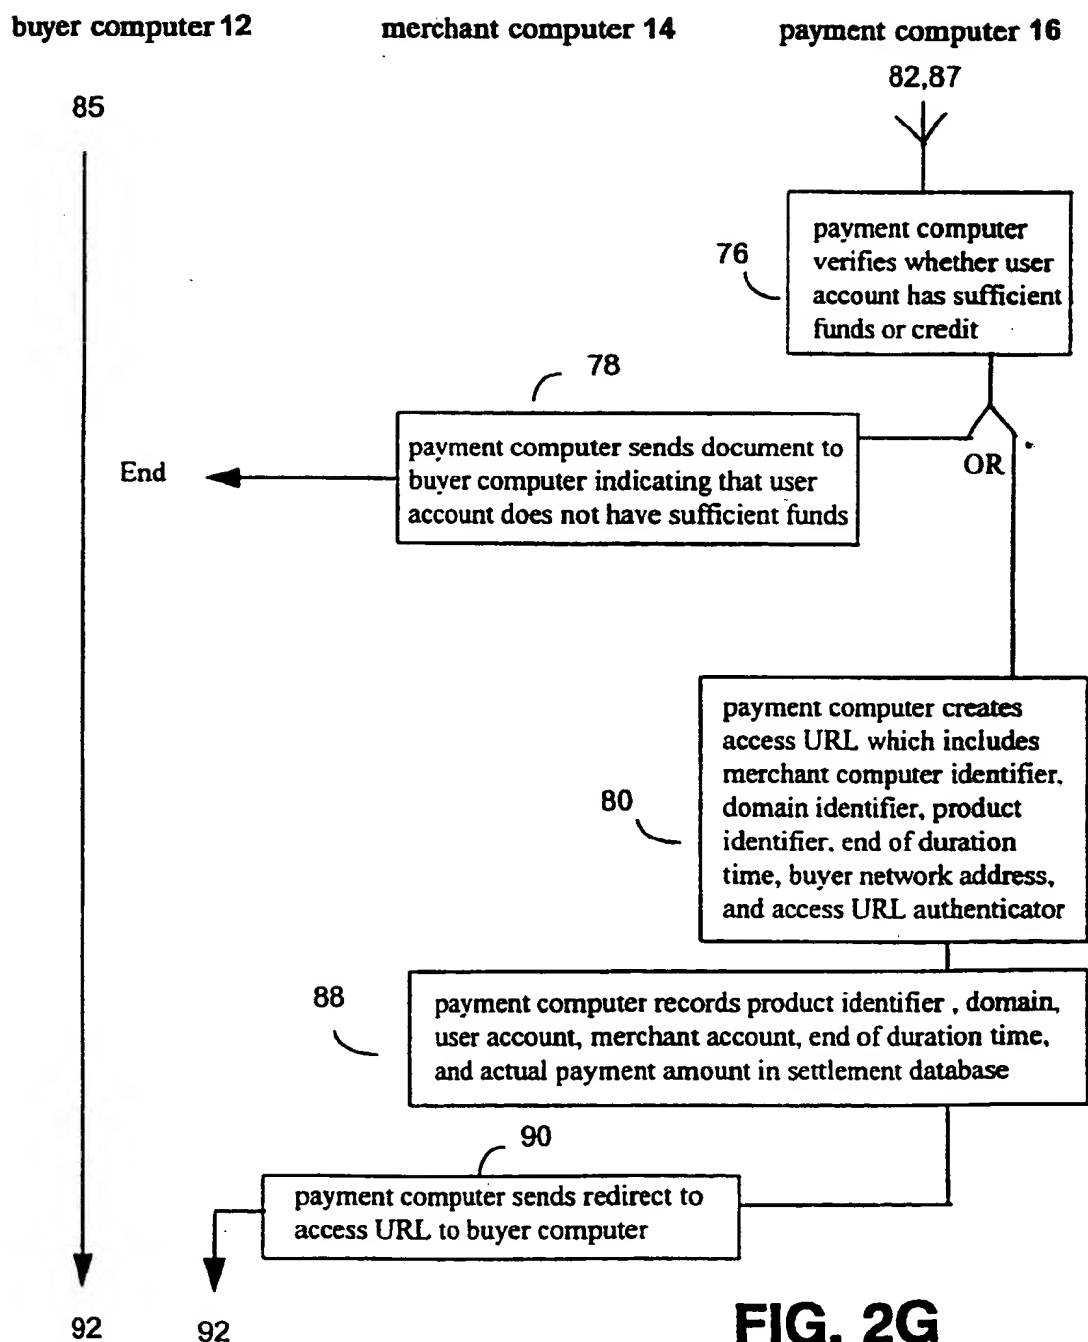 buyer computer 12
merchant computer 14
payment computer 16
82,87
85
76
payment computer
verifies whether user
account has sufficient
funds or credit
78
payment computer sends document to
buyer computer indicating that user
account does not have sufficient funds
End
OR
80
payment computer creates
access URL which includes
merchant computer identifier,
domain identifier, product
identifier, end of duration
time, buyer network address,
and access URL authenticator
88
payment computer records product identifier , domain,
user account, merchant account, end of duration time,
and actual payment amount in settlement database
90
payment computer sends redirect to
access URL to buyer computer
92
92
FIG. 2G